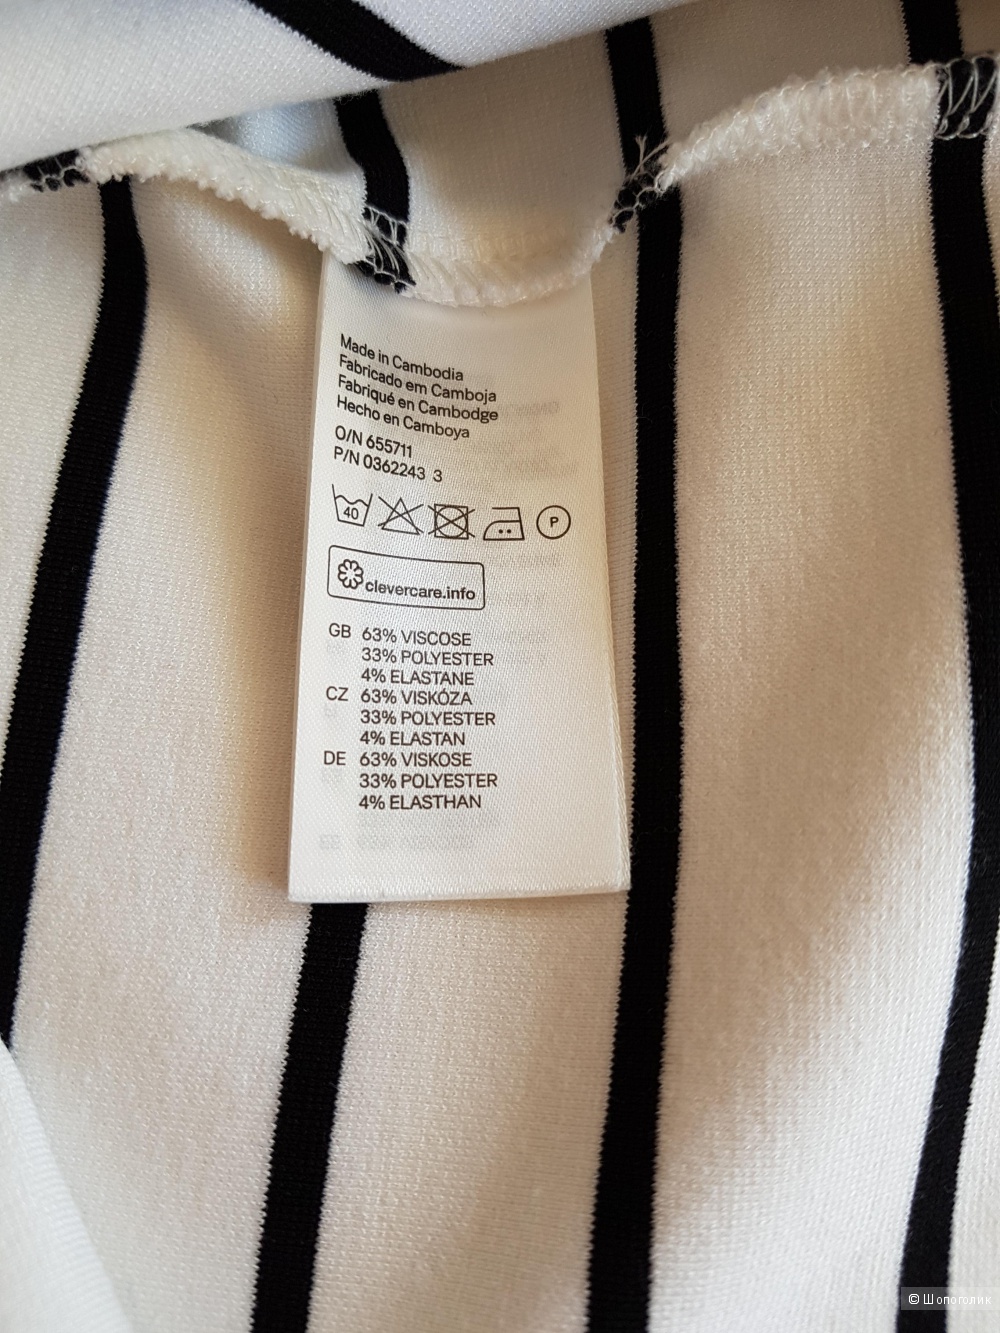 Made in Cambodia
Fabricado em Camboja
Fabriqué en Cambodge
Hecho en Camboya
O/N 655711
P/N 0362243 3
40
P
clevercare.info
GB 63% VISCOSE
33% POLYESTER
4% ELASTANE
CZ 63% VISKÓZA
33% POLYESTER
4% ELASTAN
DE 63% VISKOSE
33% POLYESTER
4% ELASTHAN
© Шопоголик